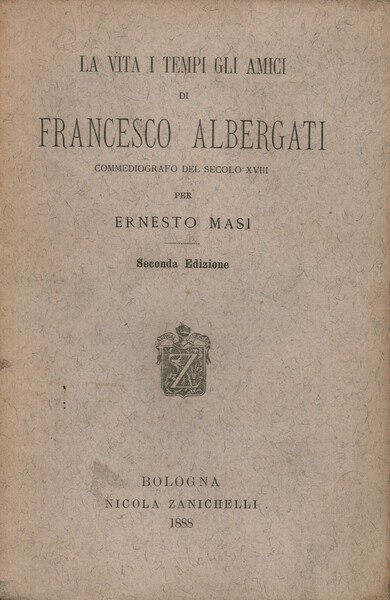 LA VITA I TEMPI GLI AMICI
DI
FRANCESCO ALBERGATI
COMMEDIOGRAFO DEL SECOLO XVIII
PER
ERNESTO MASI
Seconda Edizione
Z
BOLOGNA
NICOLA ZANICHELLI
1888